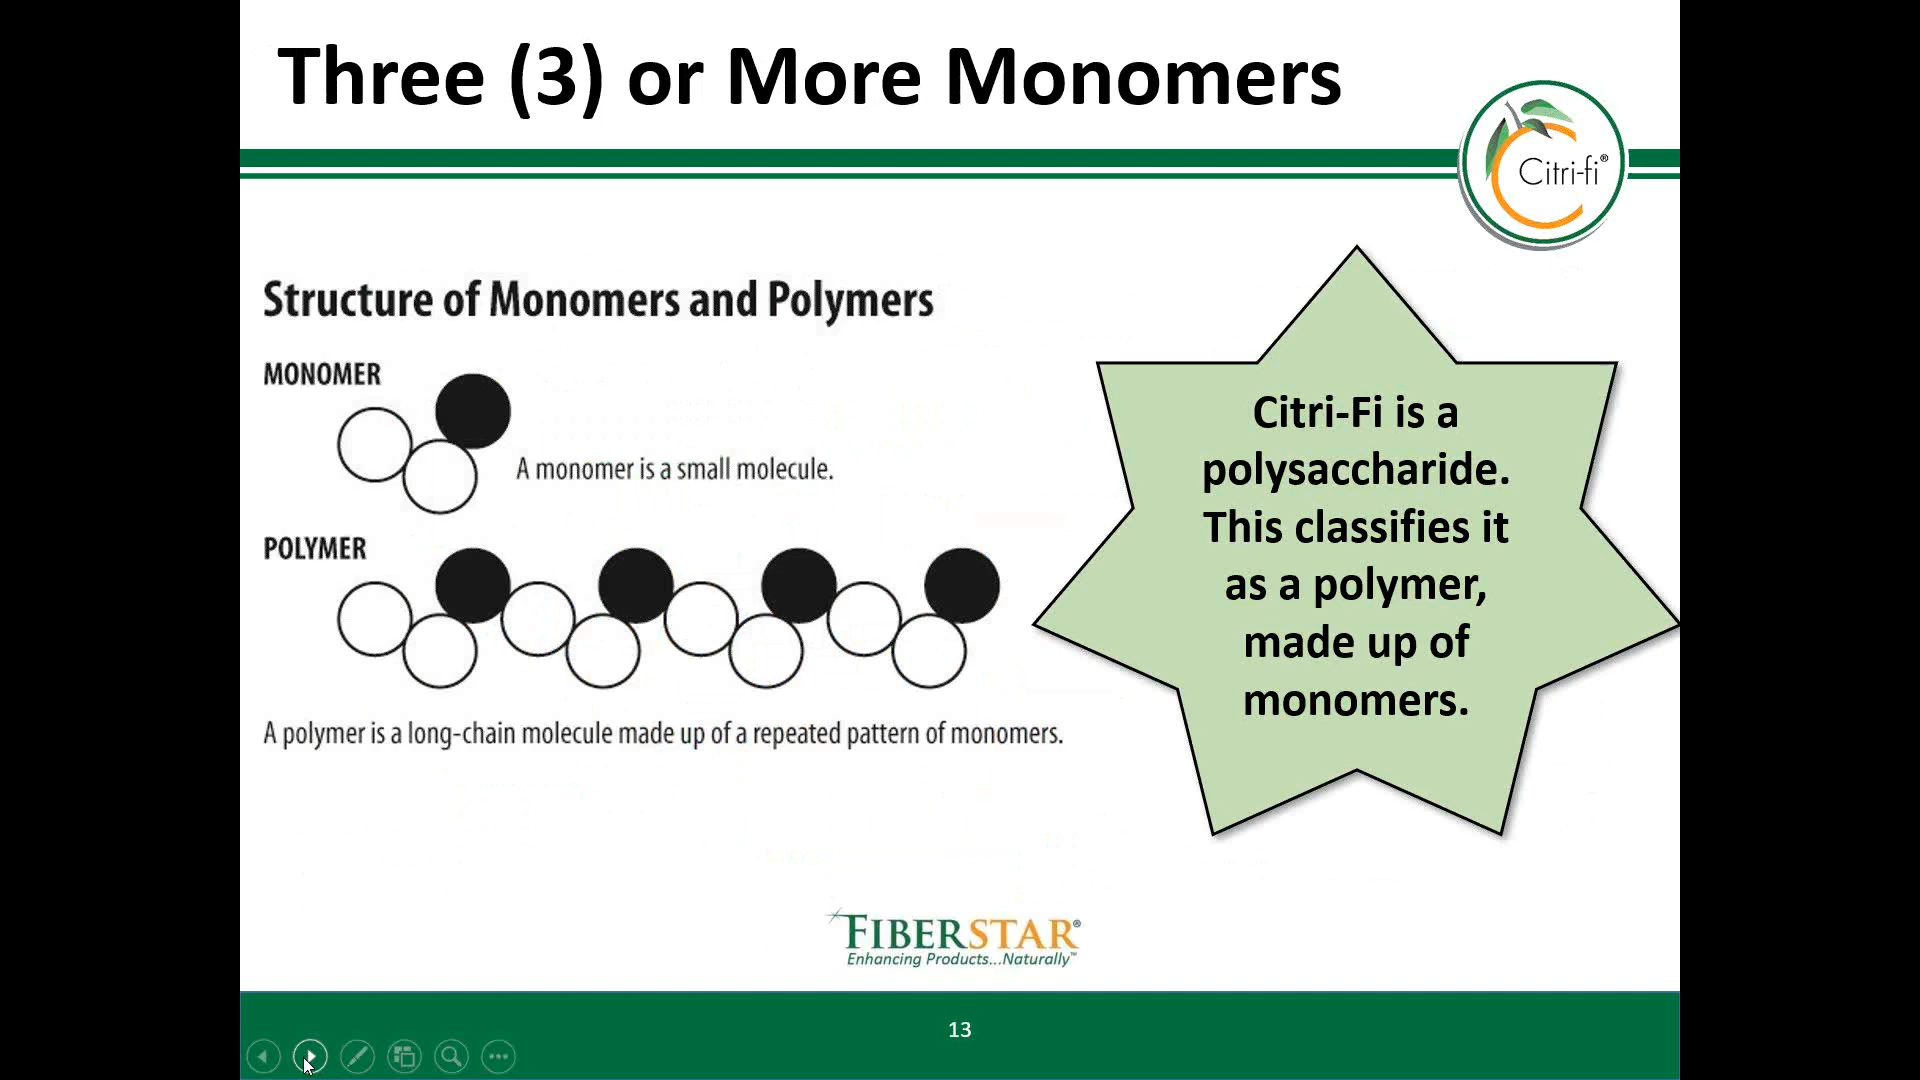 Three (3) or More Monomers
Citri-fi®
Structure of Monomers and Polymers
MONOMER
A monomer is a small molecule.
POLYMER
A polymer is a long-chain molecule made up of a repeated pattern of monomers.
Citri-Fi is a
polysaccharide.
This classifies it
as a polymer,
made up of
monomers.
FIBERSTAR®
Enhancing Products...Naturally™
13